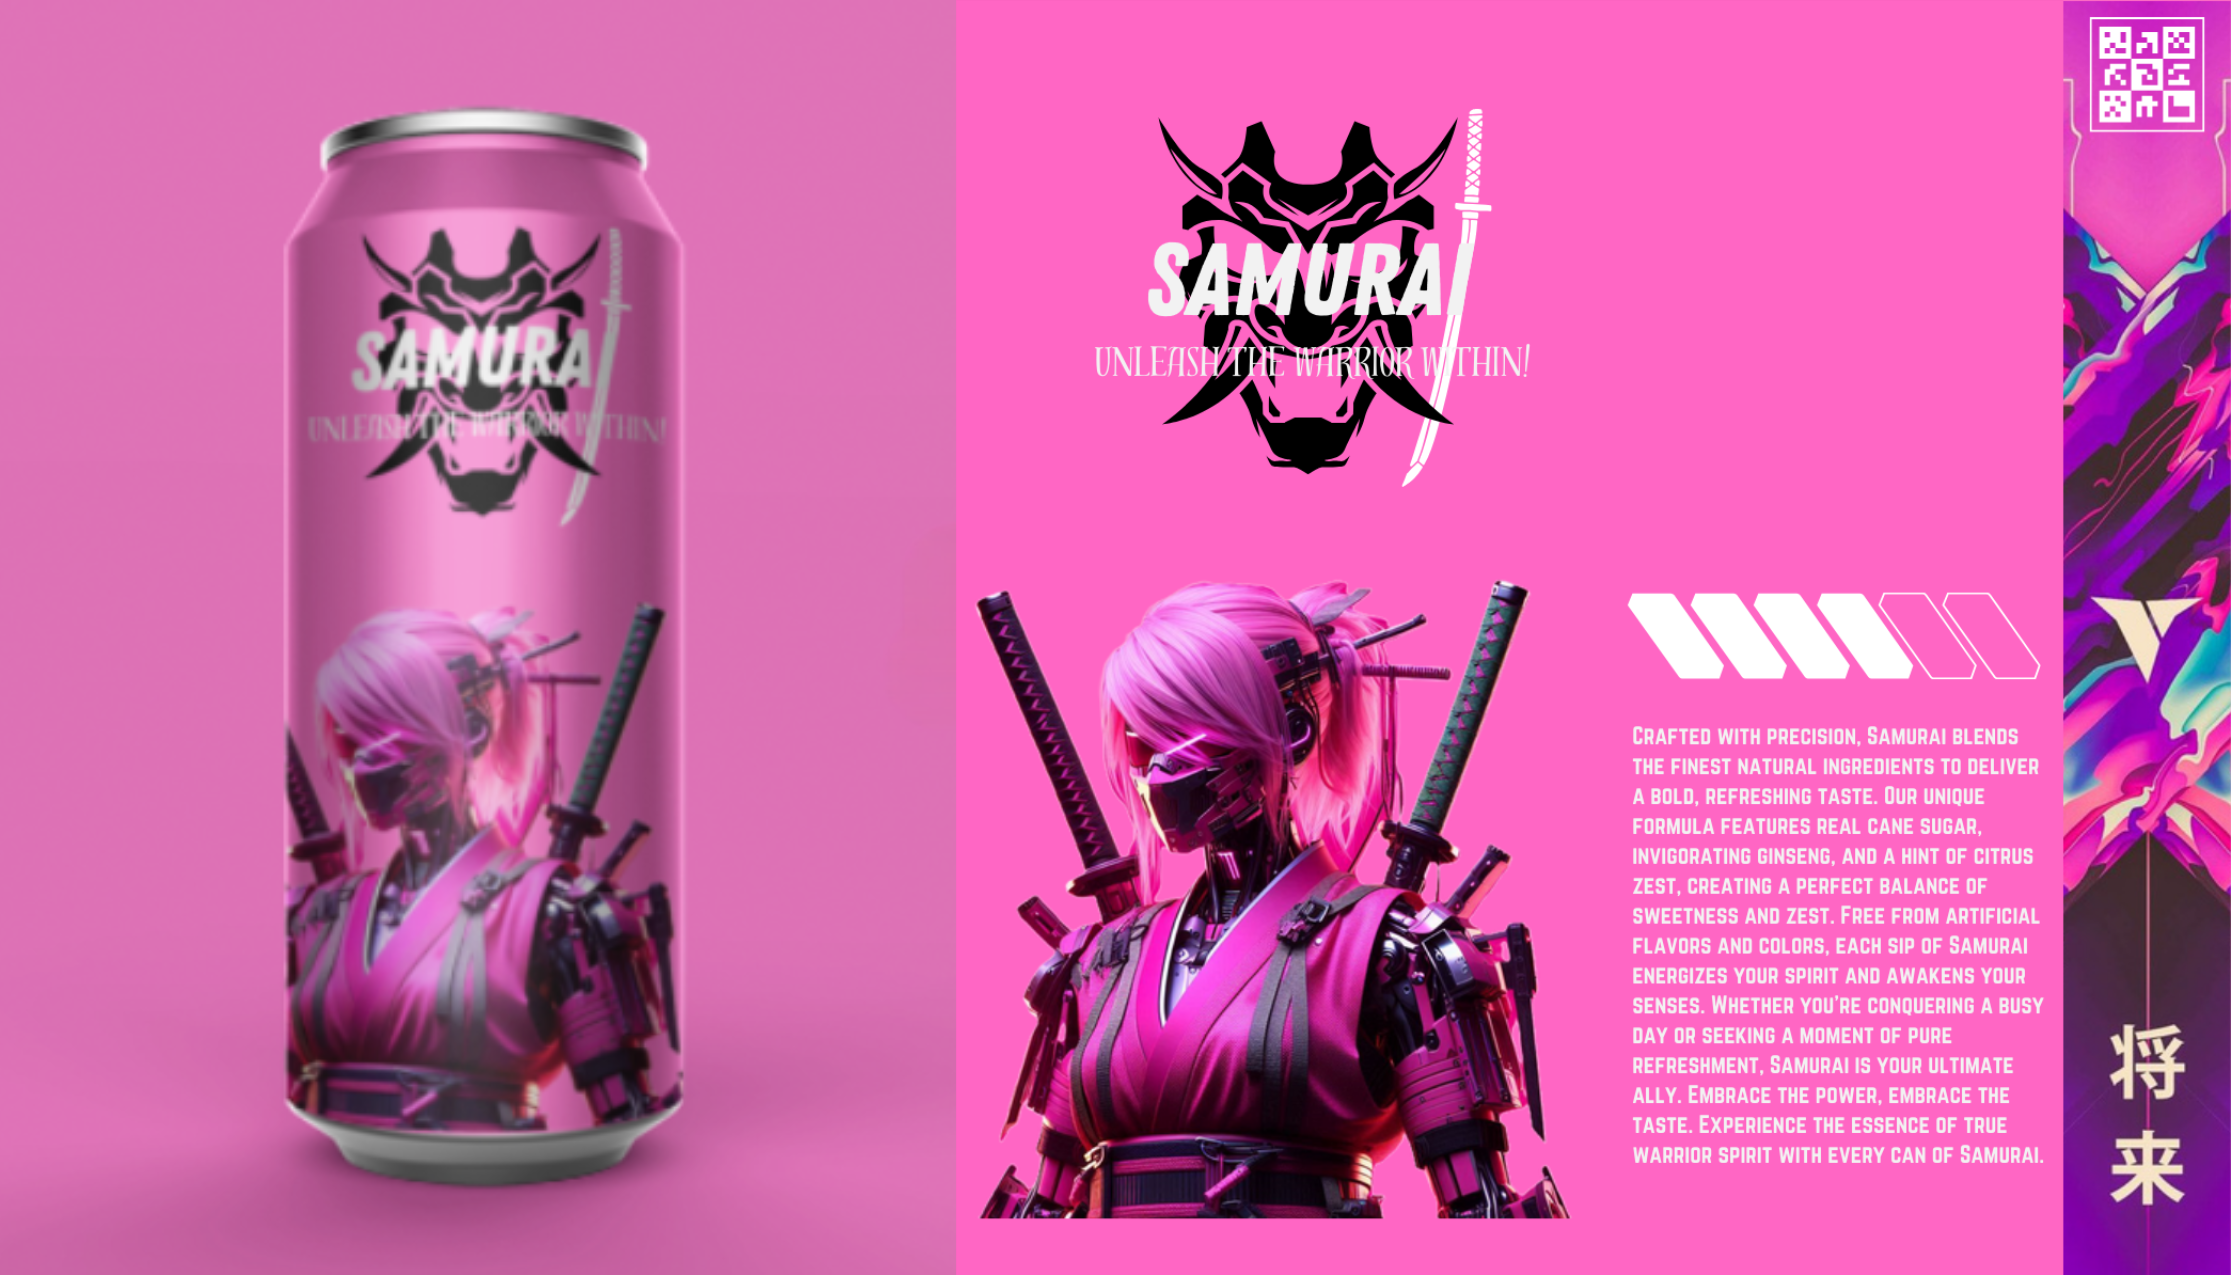 SAMURAI
UNLEASH THE WARRIOR WITHIN!
SAMURAI
UNLEASH THE WARRIOR WITHIN!
CRAFTED WITH PRECISION, SAMURAI BLENDS
THE FINEST NATURAL INGREDIENTS TO DELIVER
A BOLD, REFRESHING TASTE. OUR UNIQUE
FORMULA FEATURES REAL CANE SUGAR,
INVIGORATING GINSENG, AND A HINT OF CITRUS
ZEST, CREATING A PERFECT BALANCE OF
SWEETNESS AND ZEST. FREE FROM ARTIFICIAL
FLAVORS AND COLORS, EACH SIP OF SAMURAI
ENERGIZES YOUR SPIRIT AND AWAKENS YOUR
SENSES. WHETHER YOU'RE CONQUERING A BUSY
DAY OR SEEKING A MOMENT OF PURE
REFRESHMENT, SAMURAI IS YOUR ULTIMATE
ALLY. EMBRACE THE POWER, EMBRACE THE
TASTE. EXPERIENCE THE ESSENCE OF TRUE
WARRIOR SPIRIT WITH EVERY CAN OF SAMURAI.
将
来